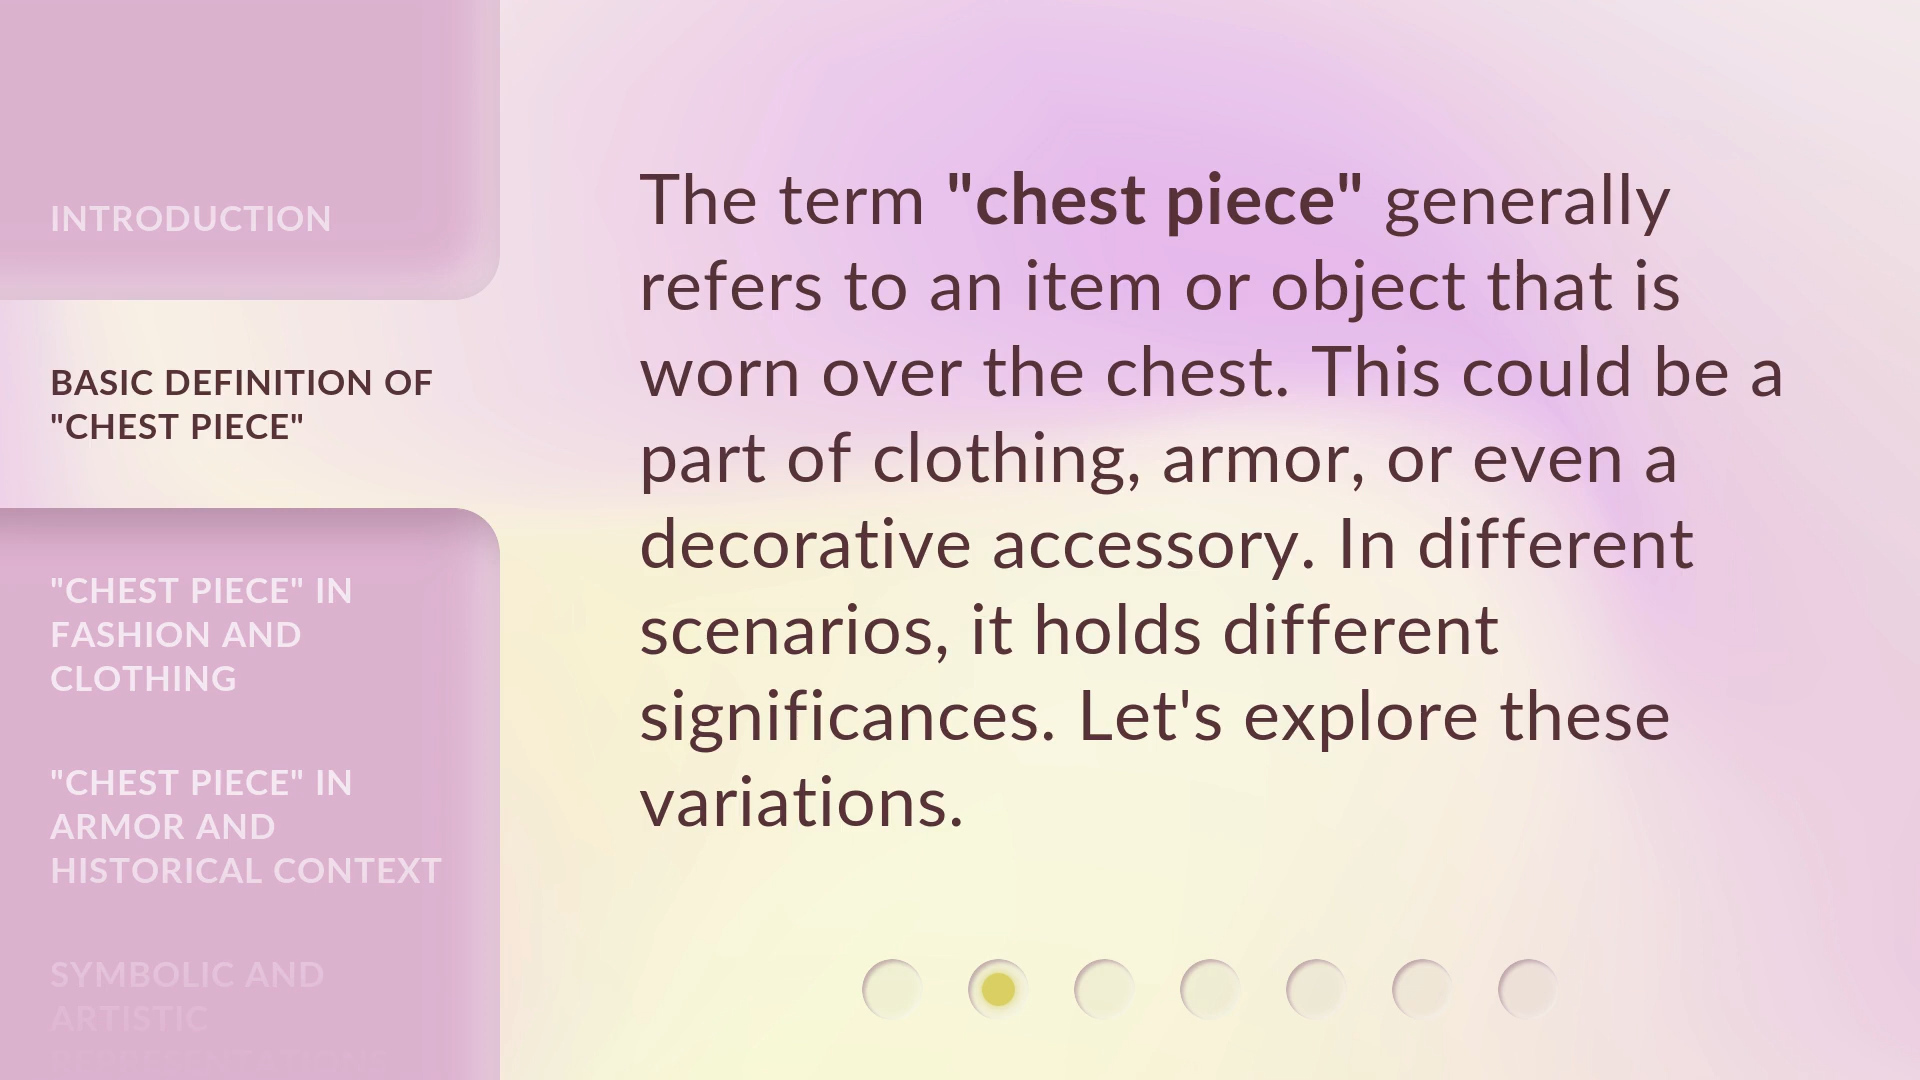 INTRODUCTION
BASIC DEFINITION OF
"CHEST PIECE"
"CHEST PIECE" IN
FASHION AND
CLOTHING
"CHEST PIECE" IN
ARMOR AND
HISTORICAL CONTEXT
SYMBOLIC AND
ARTISTIC
REPRESENTATIONS
The term "chest piece" generally
refers to an item or object that is
worn over the chest. This could be a
part of clothing, armor, or even a
decorative accessory. In different
scenarios, it holds different
significances. Let's explore these
variations.